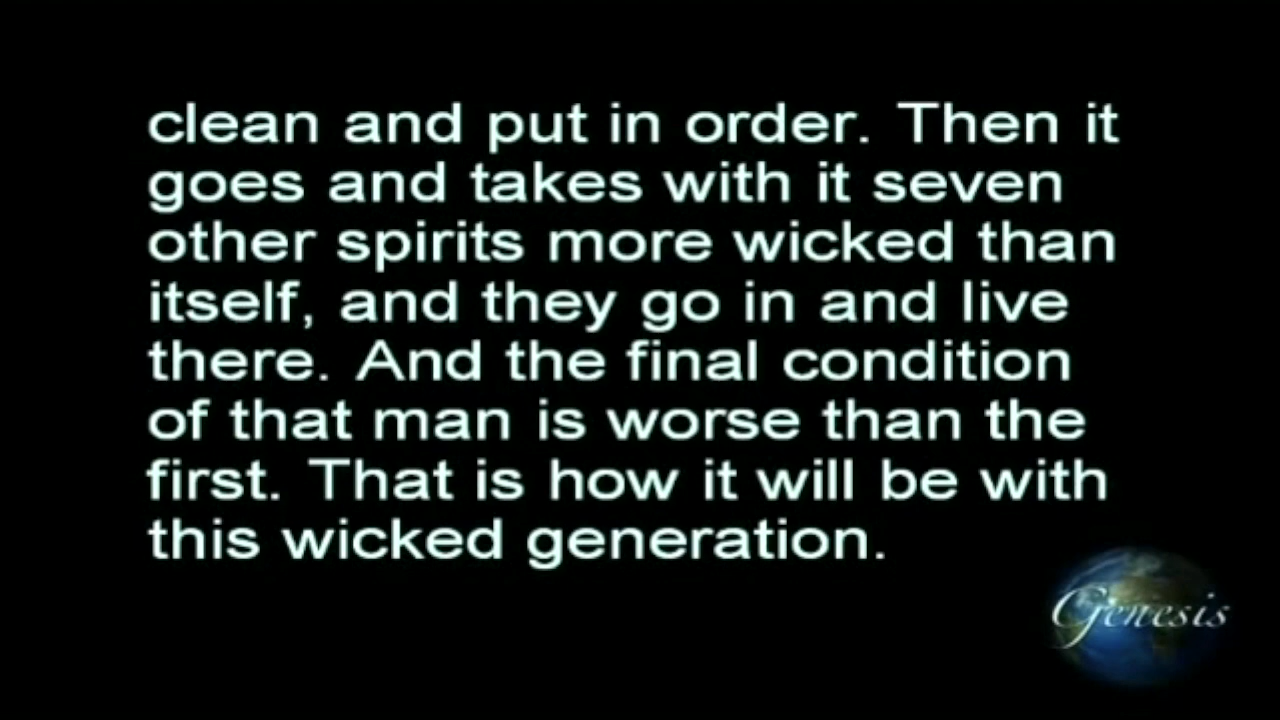 clean and put in order. Then it
goes and takes with it seven
other spirits more wicked than
itself, and they go in and live
there. And the final condition
of that man is worse than the
first. That is how it will be with
this wicked generation.
Genesis